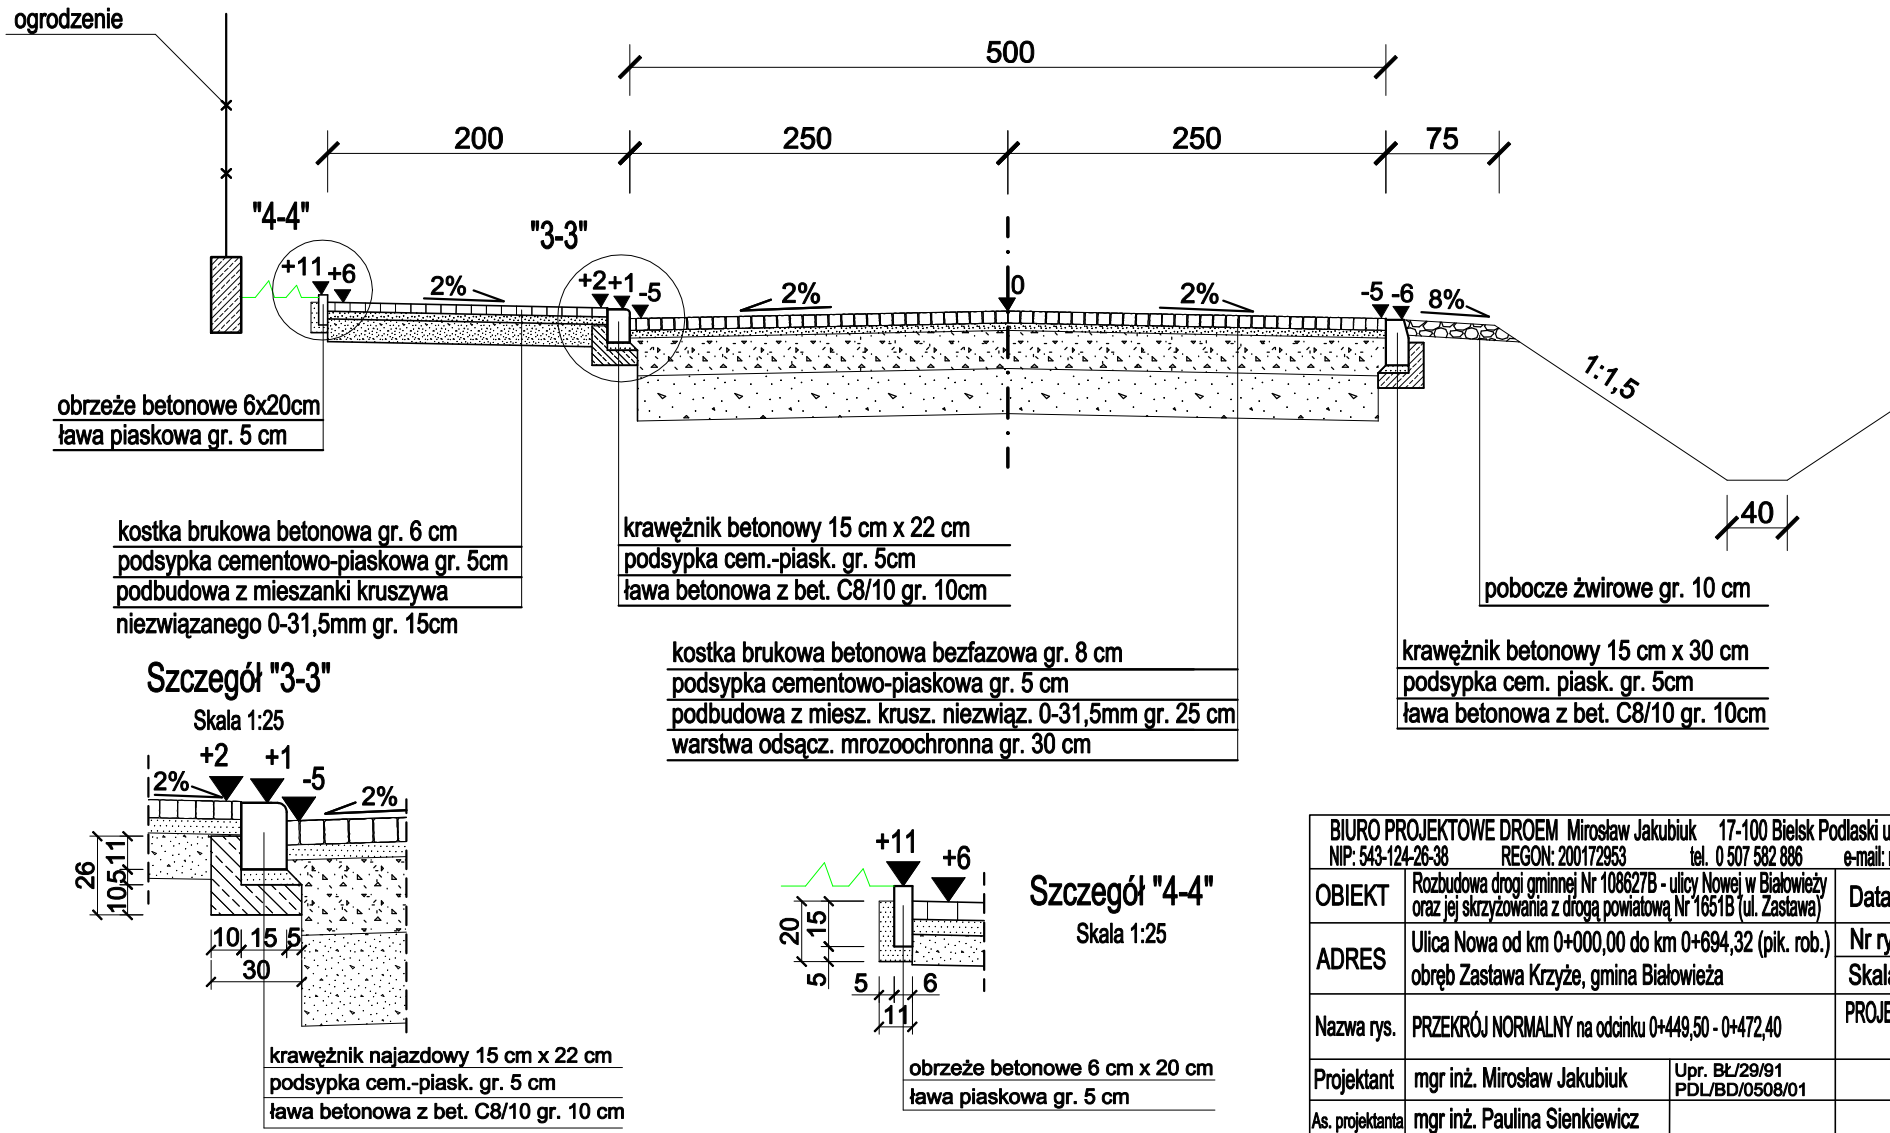 ogrodzenie
500
200
250
250
75
"4-4"
"3-3"
+11
+6
2%
+2
+1
-5
2%
0
2%
-5
-6
8%
1:1,5
40
obrzeże betonowe 6x20cm
ława piaskowa gr. 5 cm
kostka brukowa betonowa gr. 6 cm
podsypka cementowo-piaskowa gr. 5cm
podbudowa z mieszanki kruszywa
niezwiązanego 0-31,5mm gr. 15cm
krawężnik betonowy 15 cm x 22 cm
podsypka cem.-piask. gr. 5cm
ława betonowa z bet. C8/10 gr. 10cm
pobocze żwirowe gr. 10 cm
kostka brukowa betonowa bezfazowa gr. 8 cm
podsypka cementowo-piaskowa gr. 5 cm
podbudowa z miesz. krusz. niezwiąz. 0-31,5mm gr. 25 cm
warstwa odsącz. mrozoochronna gr. 30 cm
krawężnik betonowy 15 cm x 30 cm
podsypka cem. piask. gr. 5cm
ława betonowa z bet. C8/10 gr. 10cm
Szczegół "3-3"
Skala 1:25
+2
+1
-5
2%
2%
26
11
5
10
10
15
5
30
krawężnik najazdowy 15 cm x 22 cm
podsypka cem.-piask. gr. 5 cm
ława betonowa z bet. C8/10 gr. 10 cm
+11
+6
Szczegół "4-4"
Skala 1:25
20
15
5
5
6
11
obrzeże betonowe 6 cm x 20 cm
ława piaskowa gr. 5 cm
BIURO PROJEKTOWE DROEM Mirosław Jakubiuk 17-100 Bielsk Podlaski u
NIP: 543-124-26-38 REGON: 200172953 tel. 0 507 582 886 e-mail:
OBIEKT
Rozbudowa drogi gminnej Nr 108627B - ulicy Nowej w Białowieży
oraz jej skrzyżowania z drogą powiatową Nr 1651B (ul. Zastawa)
Data
ADRES
Ulica Nowa od km 0+000,00 do km 0+694,32 (pik. rob.)
obręb Zastawa Krzyże, gmina Białowieża
Nr ry
Skala
Nazwa rys.
PRZEKRÓJ NORMALNY na odcinku 0+449,50 - 0+472,40
PROJE
Projektant
mgr inż. Mirosław Jakubiuk
Upr. BŁ/29/91
PDL/BD/0508/01
As. projektanta
mgr inż. Paulina Sienkiewicz